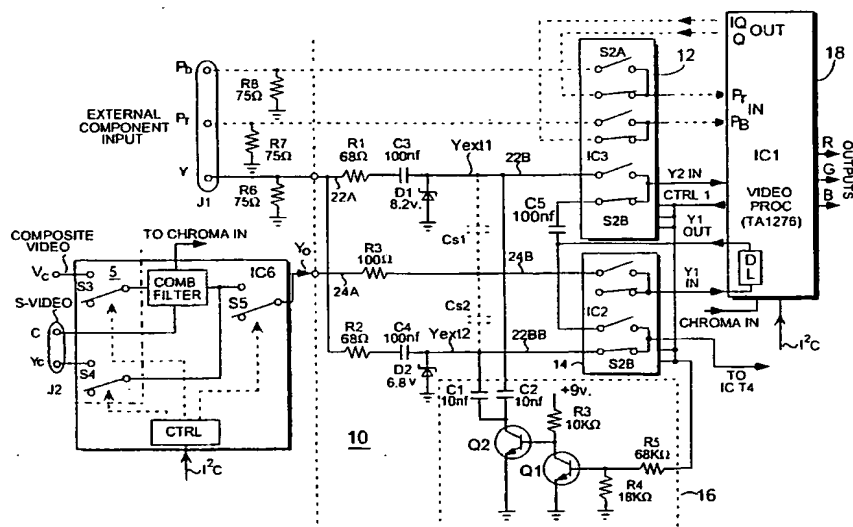 IQ
OUT
Q
S2A
12
18
PD
R8
75Ω
EXTERNAL
COMPONENT
INPUT
Pr
IN
PB
Pr
R7
75Ω
R1
68Ω
C3
100nf
Yext1
22B
IC3
IC1
R
G
B
OUTPUTS
Y
R6
75Ω
J1
22A
D1
8.2v.
C5
100nf
Y2 IN
CTRL 1
VIDEO
PROC
(TA1276)
S2B
Y1
OUT
COMPOSITE
VIDEO
TO CHROMA IN
Yo
Cs1
Vc
S3
5
COMB
FILTER
IC6
S5
R3
100Ω
24A
24B
Y1
IN
DL
S-VIDEO
C
Cs2
IC2
CHROMA IN
R2
68Ω
C4
100nf
Yext2
22BB
I²C
Yc
S4
J2
D2
6.8v.
14
S2B
TO
IC T4
C1
10nf
C2
10nf
+9v.
R3
10KΩ
CTRL
10
Q2
R5
68KΩ
I²C
Q1
R4
18KΩ
16